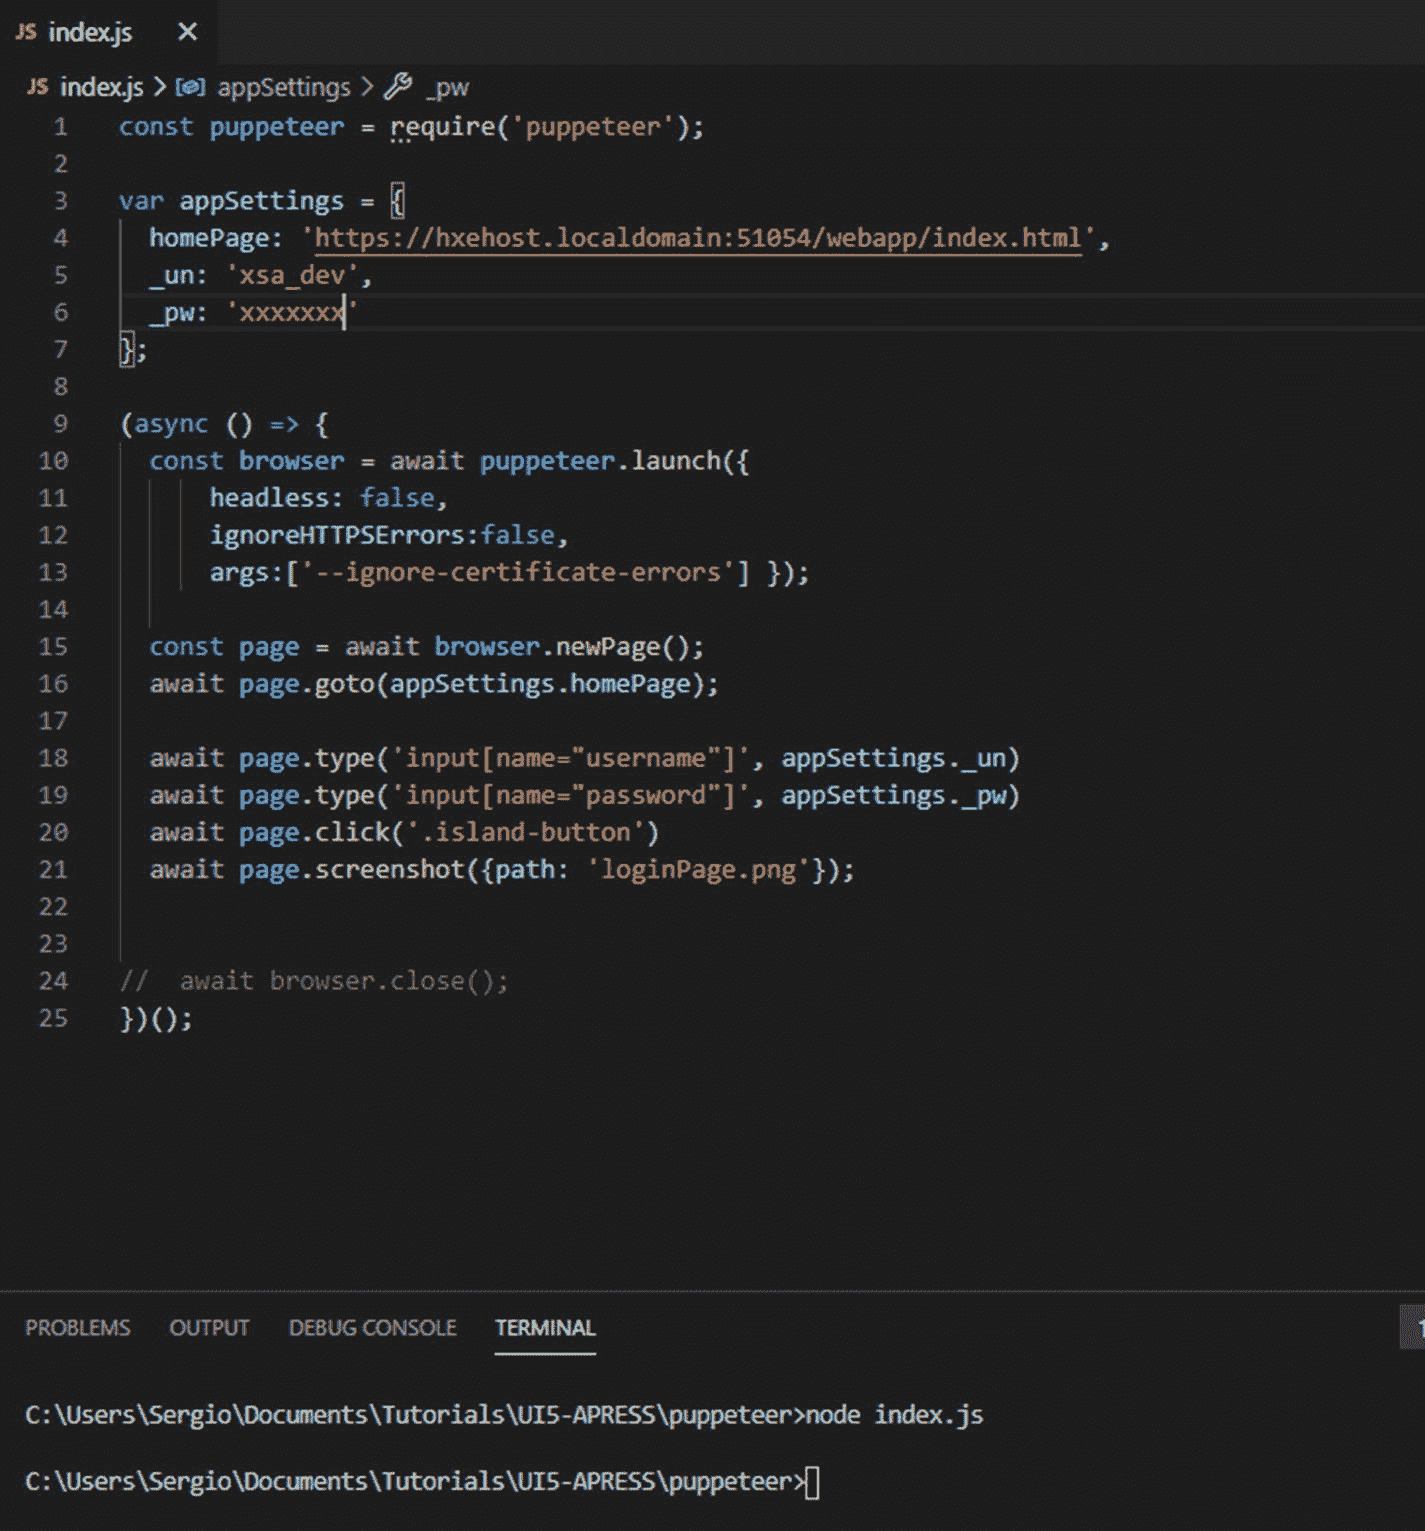 JS index.js ×
JS index.js > appSettings > _pw
1 const puppeteer = require('puppeteer');
2
3 var appSettings = {
4 homePage: 'https://hxehost.localdomain:51054/webapp/index.html',
5 _un: 'xsa_dev',
6 _pw: 'xxxxxxx'
7 };
8
9 (async () => {
10 const browser = await puppeteer.launch({
11 headless: false,
12 ignoreHTTPSErrors:false,
13 args:['--ignore-certificate-errors'] });
14
15 const page = await browser.newPage();
16 await page.goto(appSettings.homePage);
17
18 await page.type('input[name="username"]', appSettings._un)
19 await page.type('input[name="password"]', appSettings._pw)
20 await page.click('.island-button')
21 await page.screenshot({path: 'loginPage.png'});
22
23
24 //  await browser.close();
25 })();
PROBLEMS OUTPUT DEBUG CONSOLE TERMINAL 1
C:\Users\Sergio\Documents\Tutorials\UI5-APRESS\puppeteer>node index.js
C:\Users\Sergio\Documents\Tutorials\UI5-APRESS\puppeteer>